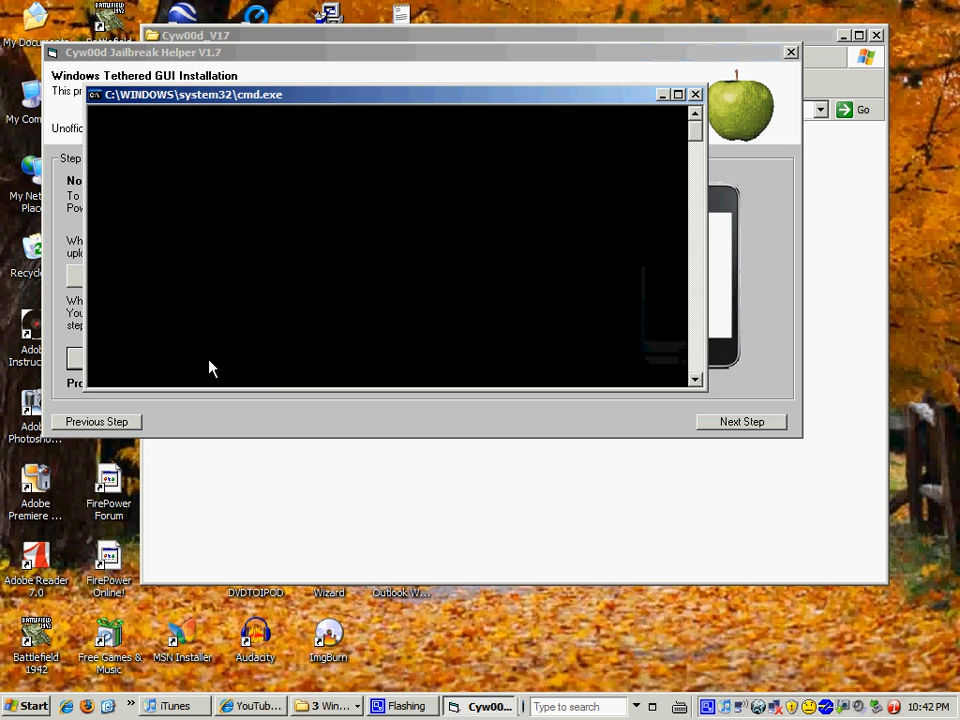 Cyw00d_V17
My Docum
Cyw00d Jailbreak Helper V1.7
Windows Tethered GUI Installation
This pr
C:\WINDOWS\system32\cmd.exe
Go
My Com
Unoffic
Step
No
To
Pow
My Net
Place
Wh
uplo
Recycle
Wh
You
step
Adob
Instruc
Pro
Previous Step
Next Step
Adob
Photosho
Adobe
Premiere ...
FirePower
Forum
Adobe Reader
7.0
FirePower
Online!
DVDTOIPOD
Wizard
Outlook W...
BATTLEFIELD
1942
Battlefield
1942
Free Games &
Music
MSN Installer
Audacity
ImgBurn
Start
»
iTunes
YouTub...
3 Win...
Flashing
Cyw00...
Type to search
10:42 PM